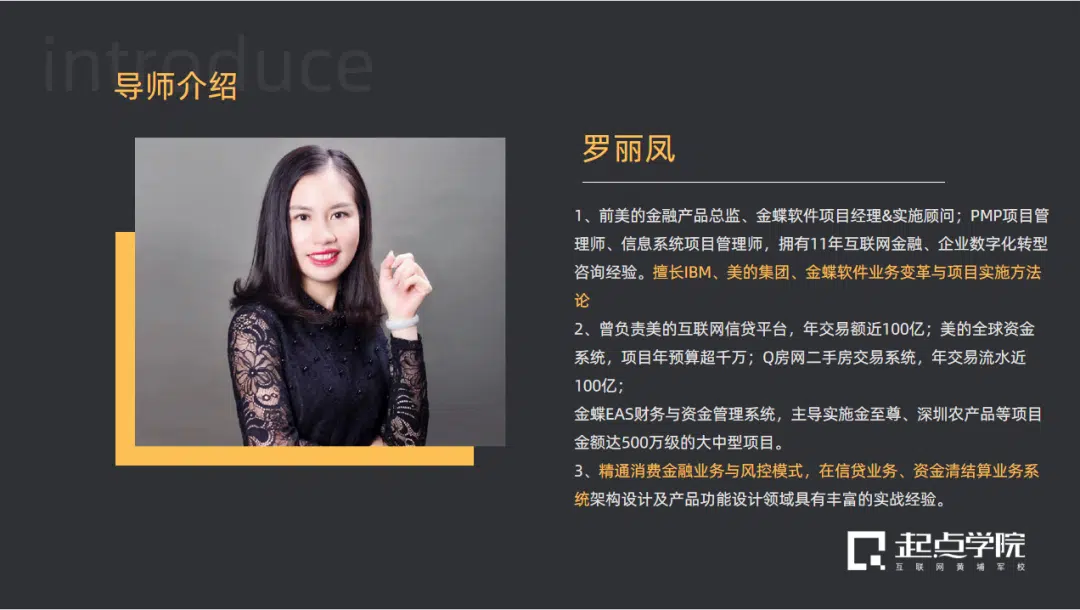 introduce
导师介绍
罗丽凤
1、前美的金融产品总监、金蝶软件项目经理&实施顾问；PMP项目管
理师、信息系统项目管理师，拥有11年互联网金融、企业数字化转型
咨询经验。擅长IBM、美的集团、金蝶软件业务变革与项目实施方法
论
2、曾负责美的互联网信贷平台，年交易额近100亿；美的全球资金
系统，项目年预算超千万；Q房网二手房交易系统，年交易流水近
100亿；
金蝶EAS财务与资金管理系统，主导实施金至尊、深圳农产品等项目
金额达500万级的大中型项目。
3、精通消费金融业务与风控模式，在信贷业务、资金清结算业务系
统架构设计及产品功能设计领域具有丰富的实战经验。
起点学院
互联网黄埔军校